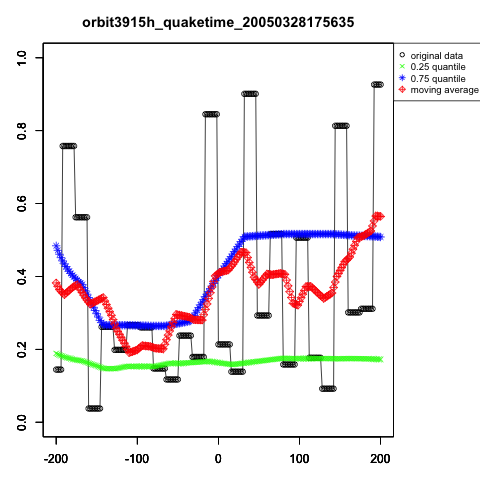 orbit3915h_quaketime_20050328175635
original data
0.25 quantile
0.75 quantile
moving average
1.0
0.8
0.6
0.4
0.2
0.0
-200 -100 0 100 200